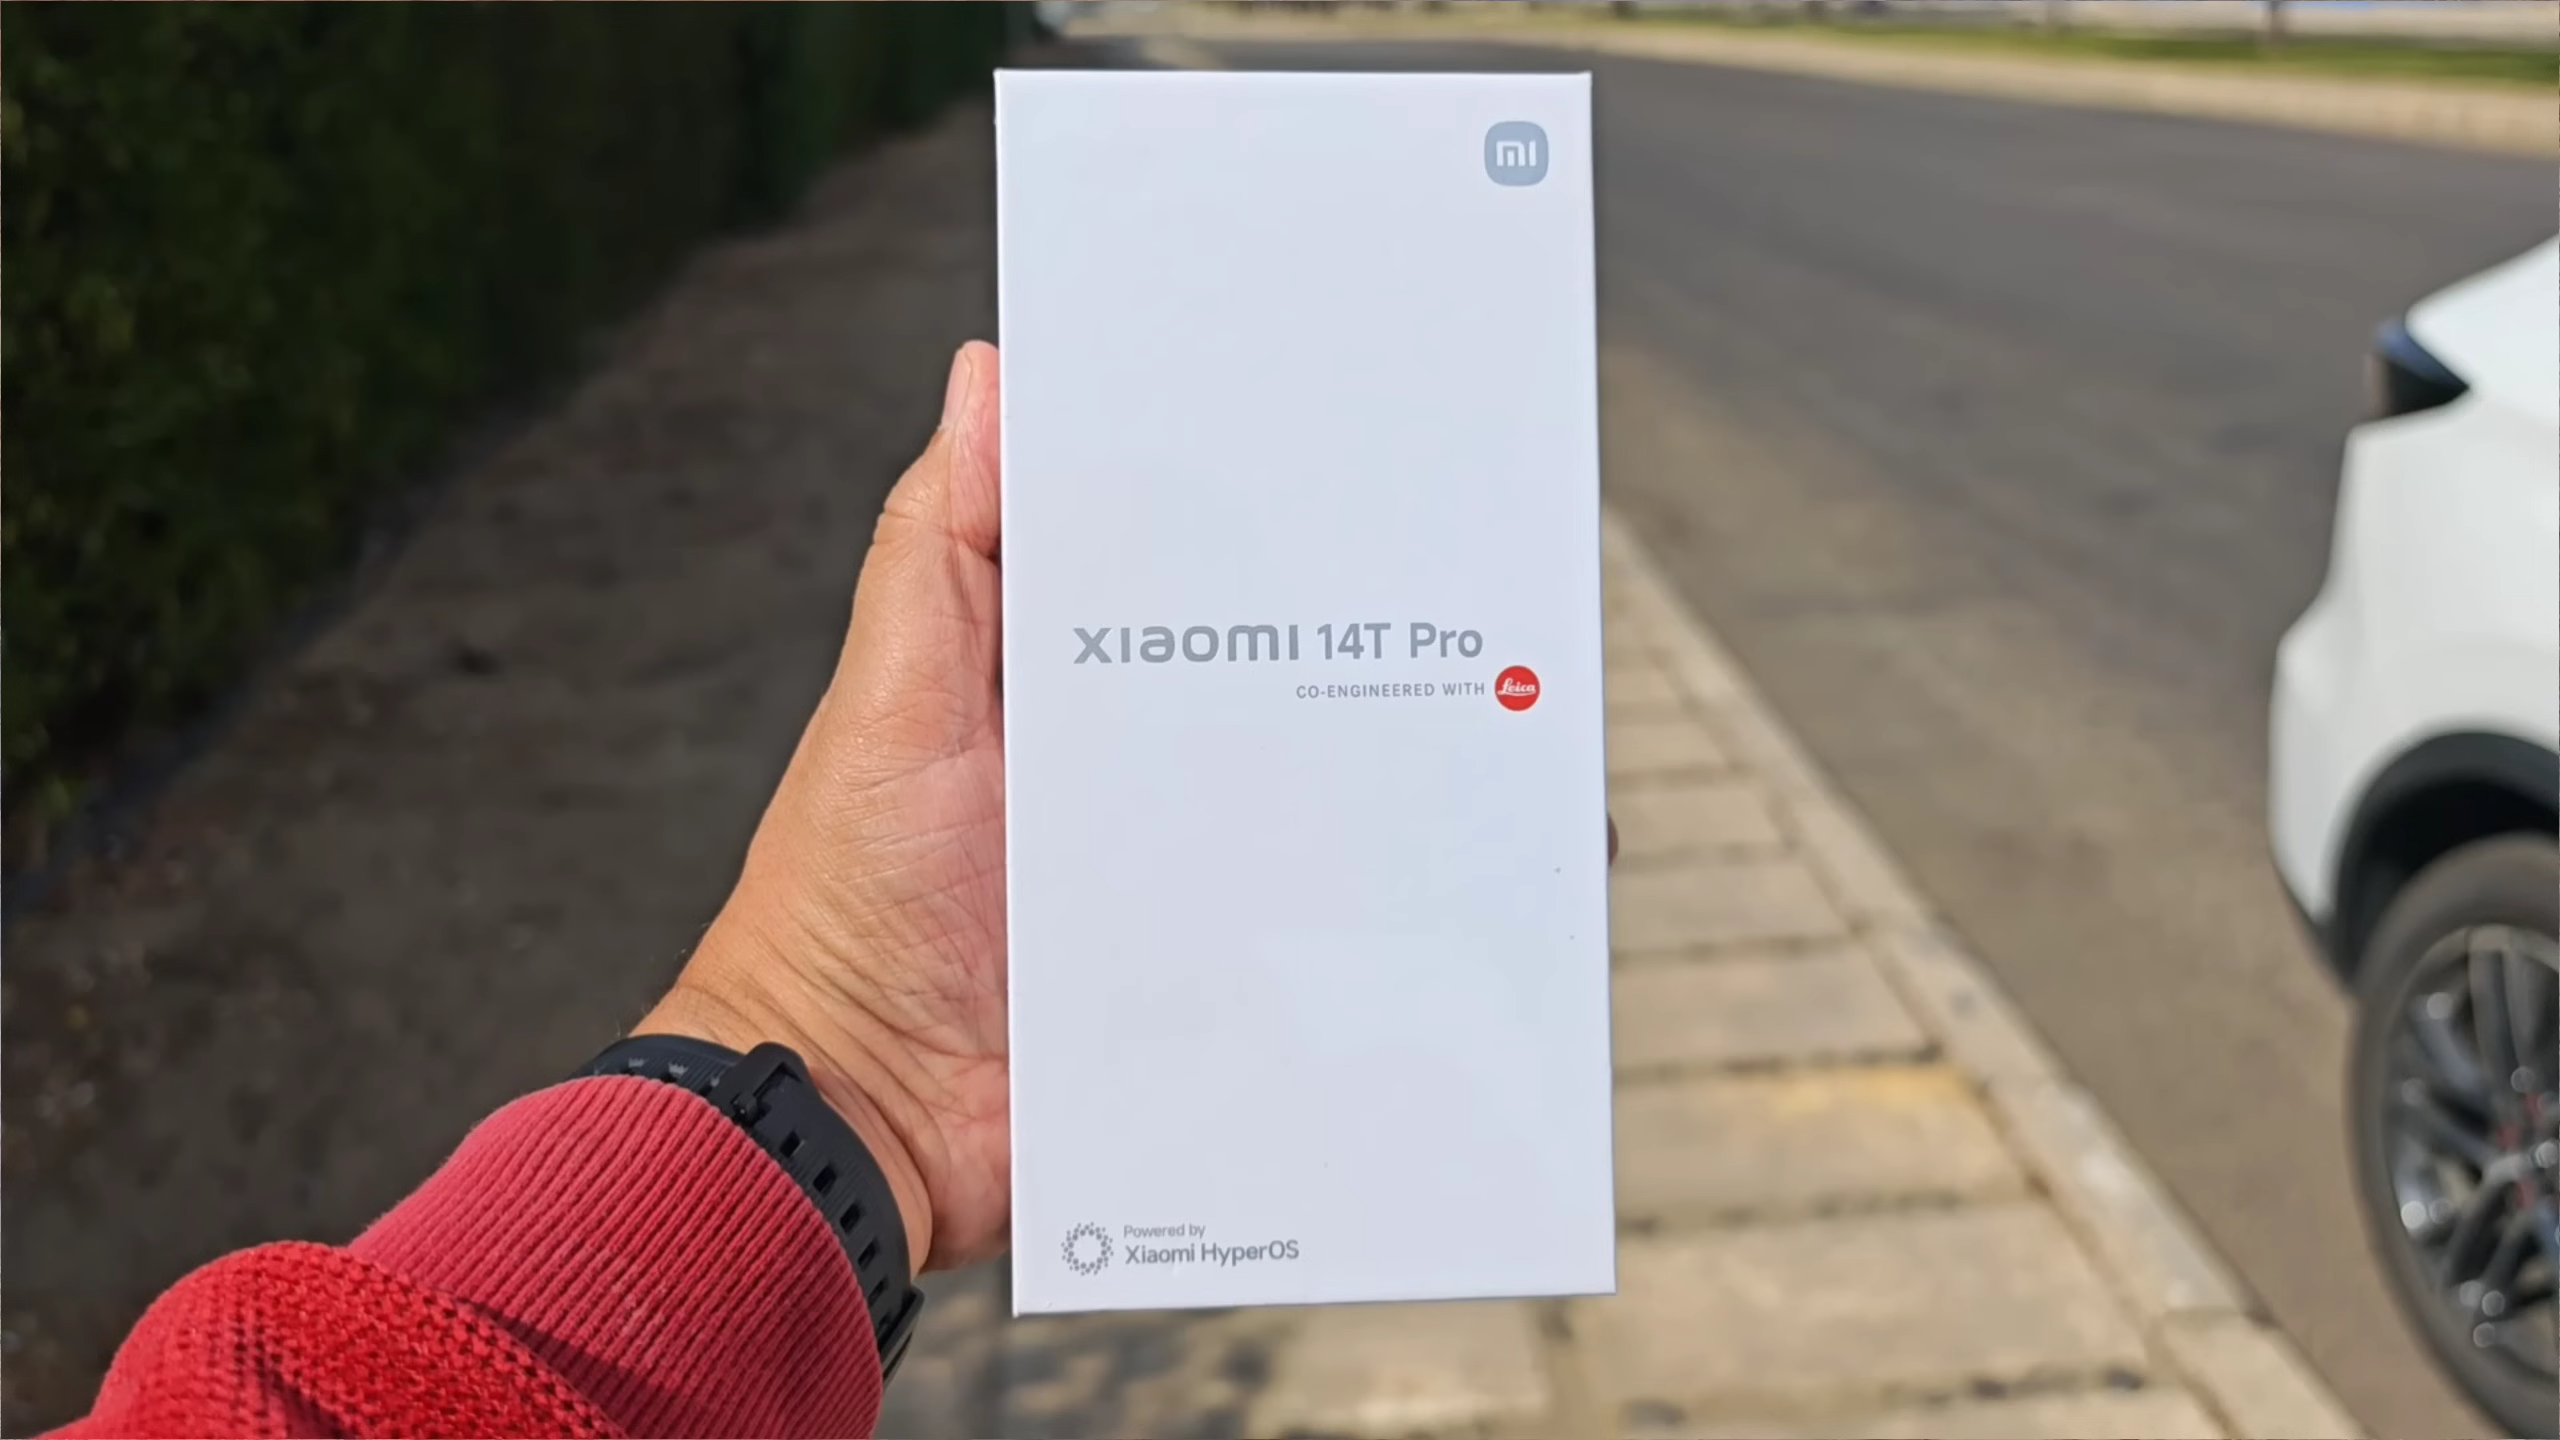 mi
xiaomi 14T Pro
CO-ENGINEERED WITH Leica
Powered by
Xiaomi HyperOS